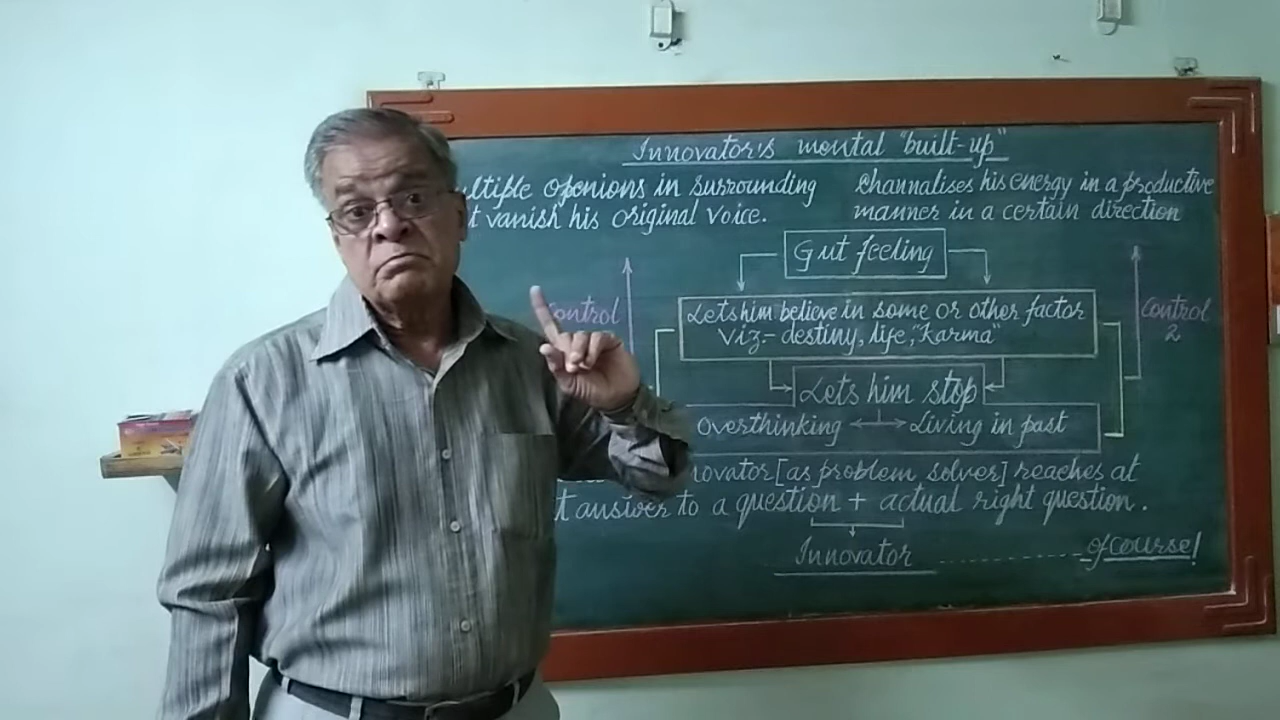 Innovator's mental "built-up"
ultiple openions in surrounding
t vanish his original voice.
Channalises his energy in a productive
manner in a certain direction
Gut feeling
Lets him believe in some or other factor
viz.- destiny, life, "Karma"
Control
Control
2
Lets him stop
Overthinking Living in past
ovator [as problem solver] reaches at
t answer to a question + actual right question.
Innovator ofcourse!